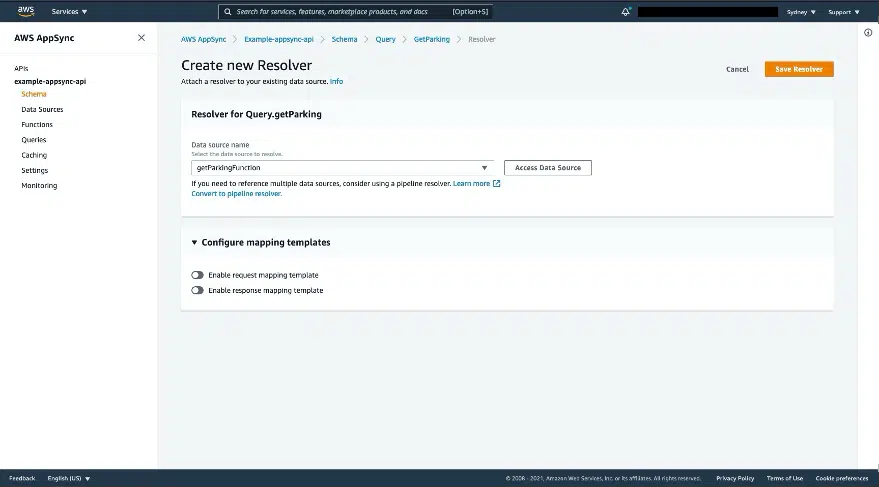 aws
Services
Search for services, features, marketplace products, and docs [Option+S]
Sydney
Support
AWS AppSync
APIs
example-appsync-api
Schema
Data Sources
Functions
Queries
Caching
Settings
Monitoring
AWS AppSync > Example-appsync-api > Schema > Query > GetParking > Resolver
Create new Resolver
Attach a resolver to your existing data source. Info
Cancel
Save Resolver
Resolver for Query.getParking
Data source name
Select the data source to resolve.
getParkingFunction
Access Data Source
If you need to reference multiple data sources, consider using a pipeline resolver. Learn more
Convert to pipeline resolver.
Configure mapping templates
Enable request mapping template
Enable response mapping template
Feedback
English (US)
© 2008 - 2021, Amazon Web Services, Inc. or its affiliates. All rights reserved.
Privacy Policy
Terms of Use
Cookie preferences